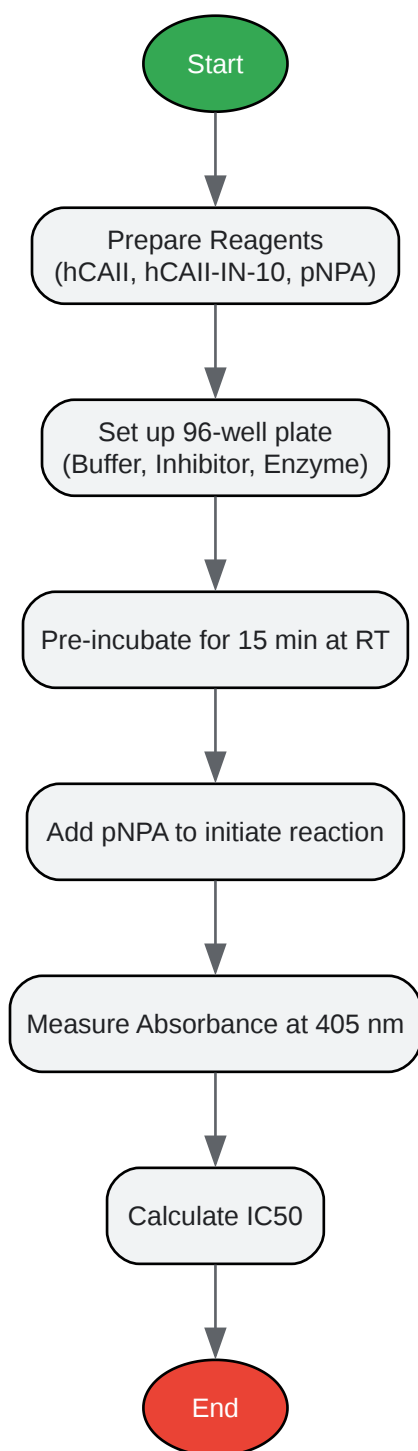 Start
Prepare Reagents
(hCAII, hCAII-IN-10, pNPA)
Set up 96-well plate
(Buffer, Inhibitor, Enzyme)
Pre-incubate for 15 min at RT
Add pNPA to initiate reaction
Measure Absorbance at 405 nm
Calculate IC50
End